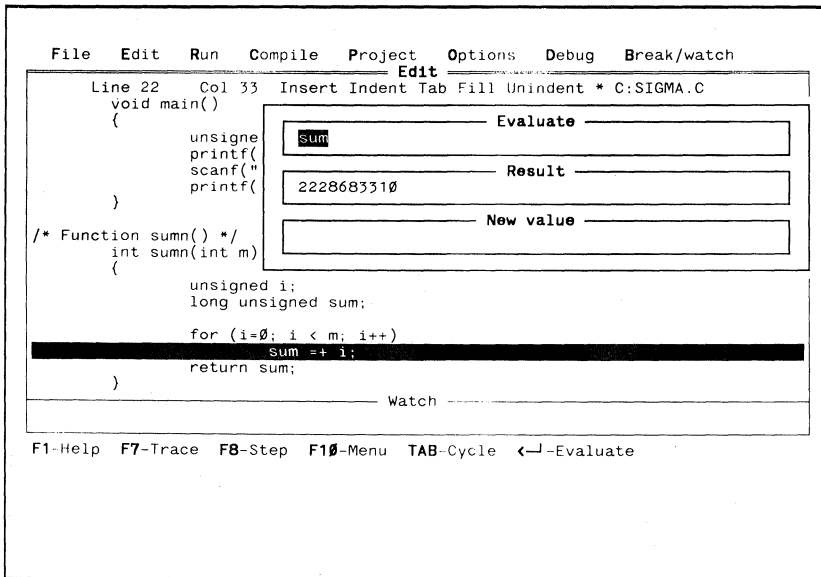 File Edit Run Compile Project Options Debug Break/watch
Edit
Line 22 Col 33 Insert Indent Tab Fill Unindent * C:SIGMA.C
void main()
{
unsigne
printf(
scanf("
printf(
}
Evaluate
sum
Result
2228683310
New value
/* Function sumn() */
int sumn(int m)
{
unsigned i;
long unsigned sum;
for (i=0; i < m; i++)
sum =+ i;
return sum;
}
Watch
F1-Help F7-Trace F8-Step F10-Menu TAB-Cycle <─┘-Evaluate